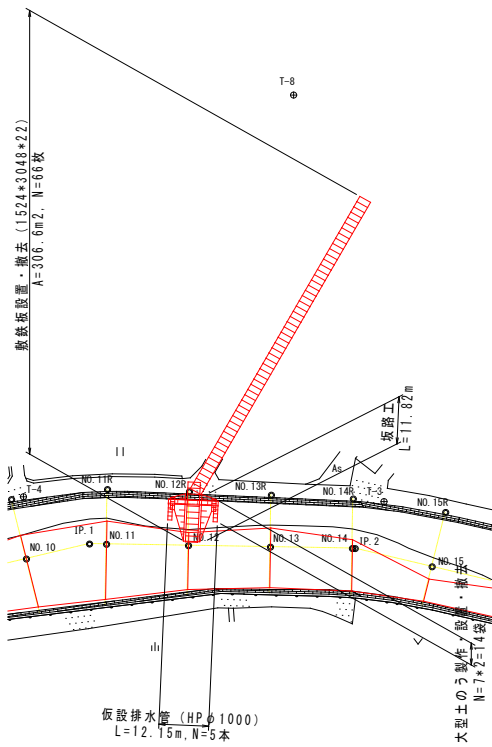 T-8
敷鉄板設置・撤去 (1524*3048*22)
A=306.6m2, N=66枚
坂路工
L=11.82m
As
NO.11R
NO.12R
NO.13R
NO.14R
T-3
NO.15R
T-4
NO.10
IP.1
NO.11
NO.12
NO.13
NO.14
IP.2
NO.15
大型土のう製作・設置・撤去
N=7*2=14袋
仮設排水管 (HPφ1000)
L=12.15m, N=5本